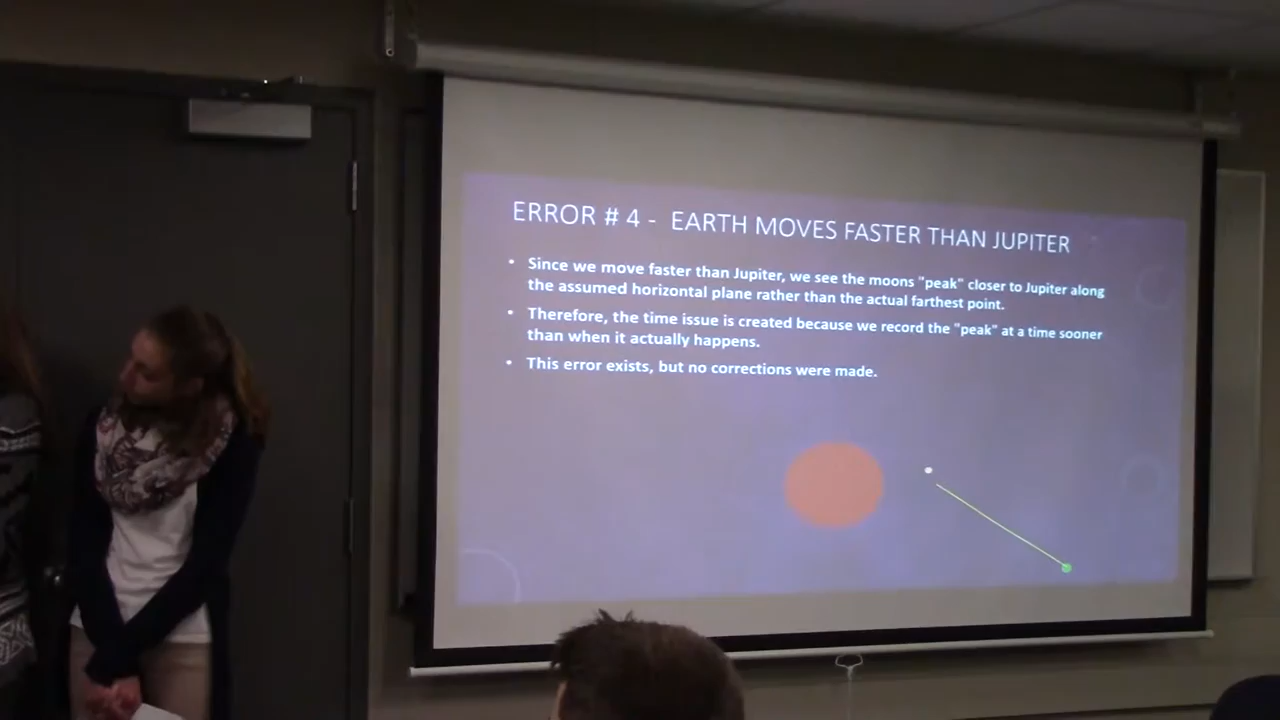 ERROR # 4 - EARTH MOVES FASTER THAN JUPITER
• Since we move faster than Jupiter, we see the moons "peak" closer to Jupiter along
the assumed horizontal plane rather than the actual farthest point.
• Therefore, the time issue is created because we record the "peak" at a time sooner
than when it actually happens.
• This error exists, but no corrections were made.